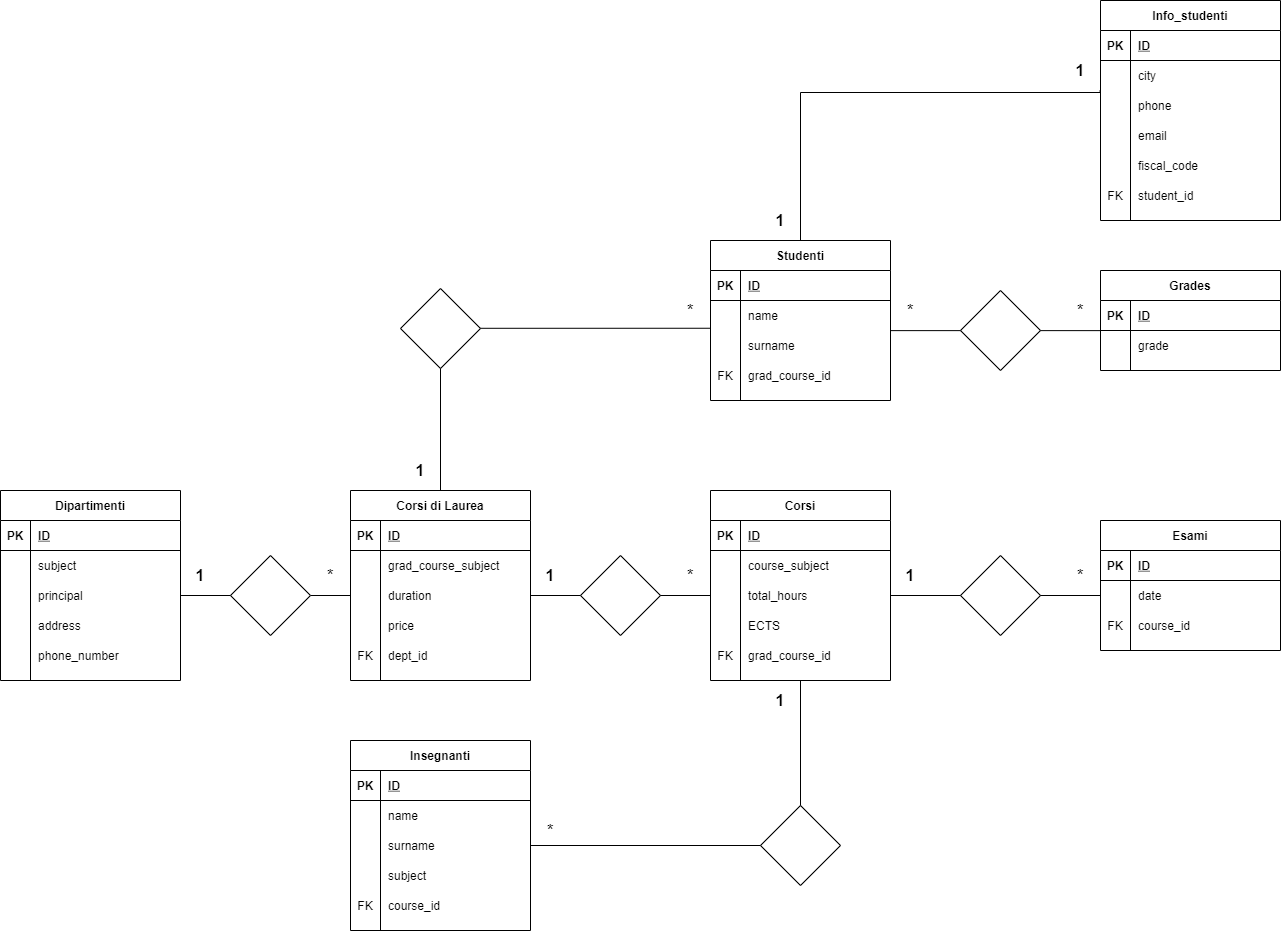 Info_studenti
PK ID
city
phone
email
fiscal_code
FK student_id
1
1
Studenti
PK ID
name
surname
FK grad_course_id
*
*
*
Grades
PK ID
grade
1
Dipartimenti
PK ID
subject
principal
address
phone_number
1
*
Corsi di Laurea
PK ID
grad_course_subject
duration
price
FK dept_id
1
*
Corsi
PK ID
course_subject
total_hours
ECTS
FK grad_course_id
1
*
Esami
PK ID
date
FK course_id
1
Insegnanti
PK ID
name
surname
subject
FK course_id
*